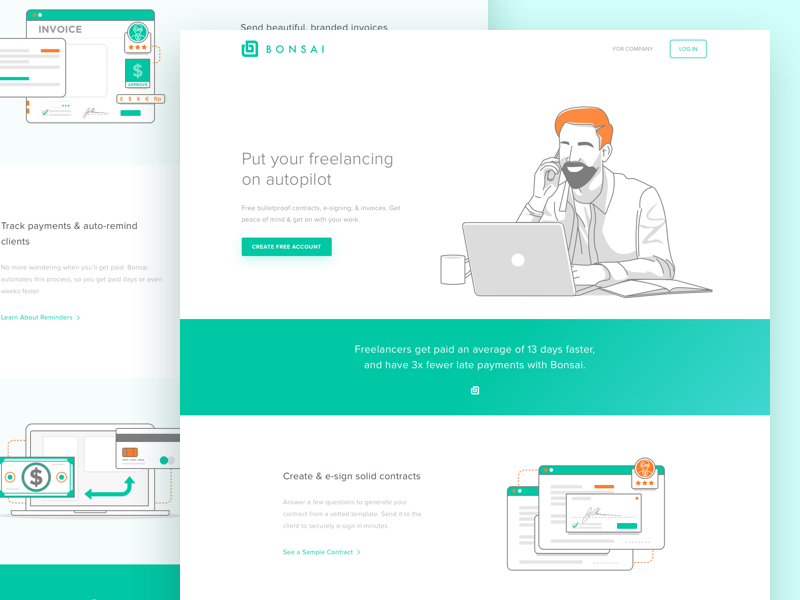 INVOICE
$
APPROVE
£ $ ¥ € Rp
Track payments & auto-remind
clients
No more wondering when you'll get paid. Bonsai
automates this process, so you get paid days or even
weeks faster.
Learn About Reminders
$
Send beautiful, branded invoices
BONSAI
FOR COMPANY
LOG IN
Put your freelancing
on autopilot
Free bulletproof contracts, e-signing, & invoices. Get
peace of mind & get on with your work.
CREATE FREE ACCOUNT
Freelancers get paid an average of 13 days faster,
and have 3x fewer late payments with Bonsai.
Create & e-sign solid contracts
Answer a few questions to generate your
contract from a vetted template. Send it to the
client to securely e-sign in minutes.
See a Sample Contract